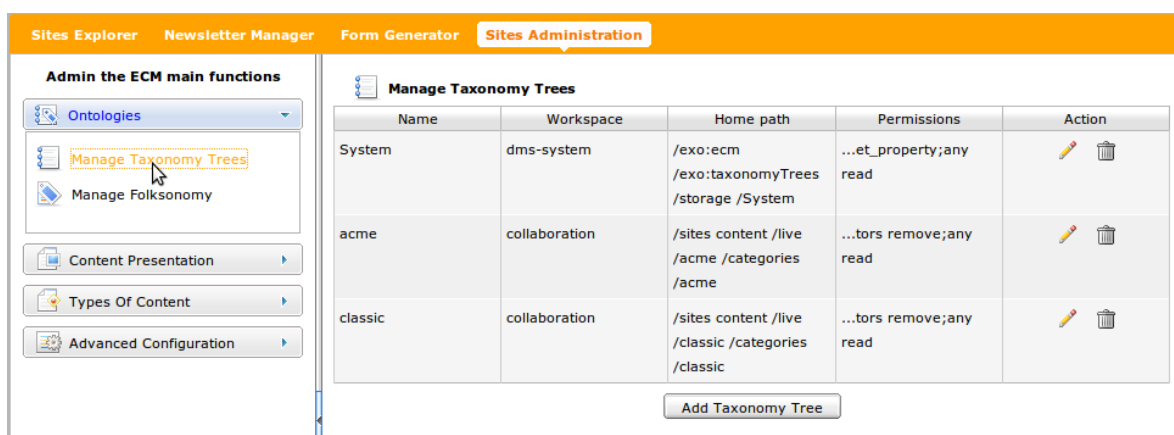 Sites Explorer Newsletter Manager Form Generator Sites Administration
Admin the ECM main functions
Ontologies
Manage Taxonomy Trees
Manage Folksonomy
Content Presentation
Types Of Content
Advanced Configuration
Manage Taxonomy Trees
Name Workspace Home path Permissions Action
System dms-system /exo:ecm ...et_property;any
/exo:taxonomyTrees read
/storage /System
acme collaboration /sites content /live ...tors remove;any
/acme /categories read
/acme
classic collaboration /sites content /live ...tors remove;any
/classic /categories read
/classic
Add Taxonomy Tree